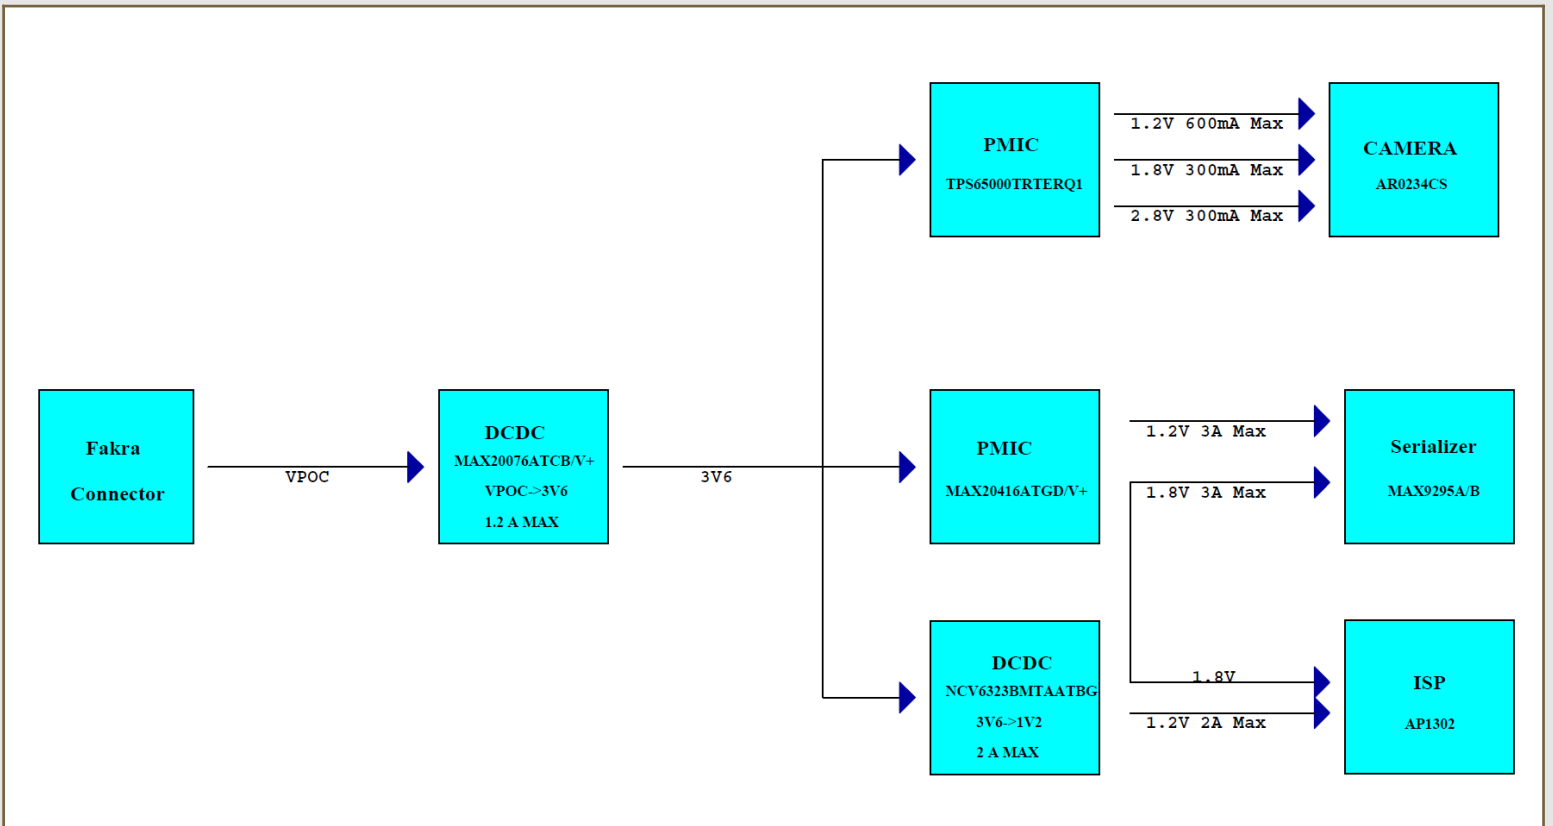 PMIC
TPS65000TRTERQ1
1.2V 600mA Max
1.8V 300mA Max
2.8V 300mA Max
CAMERA
AR0234CS
Fakra
Connector
VPOC
DCDC
MAX20076ATCB/V+
VPOC->3V6
1.2 A MAX
3V6
PMIC
MAX20416ATGD/V+
1.2V 3A Max
1.8V 3A Max
Serializer
MAX9295A/B
DCDC
NCV6323BMTAATBG
3V6->1V2
2 A MAX
1.8V
1.2V 2A Max
ISP
AP1302